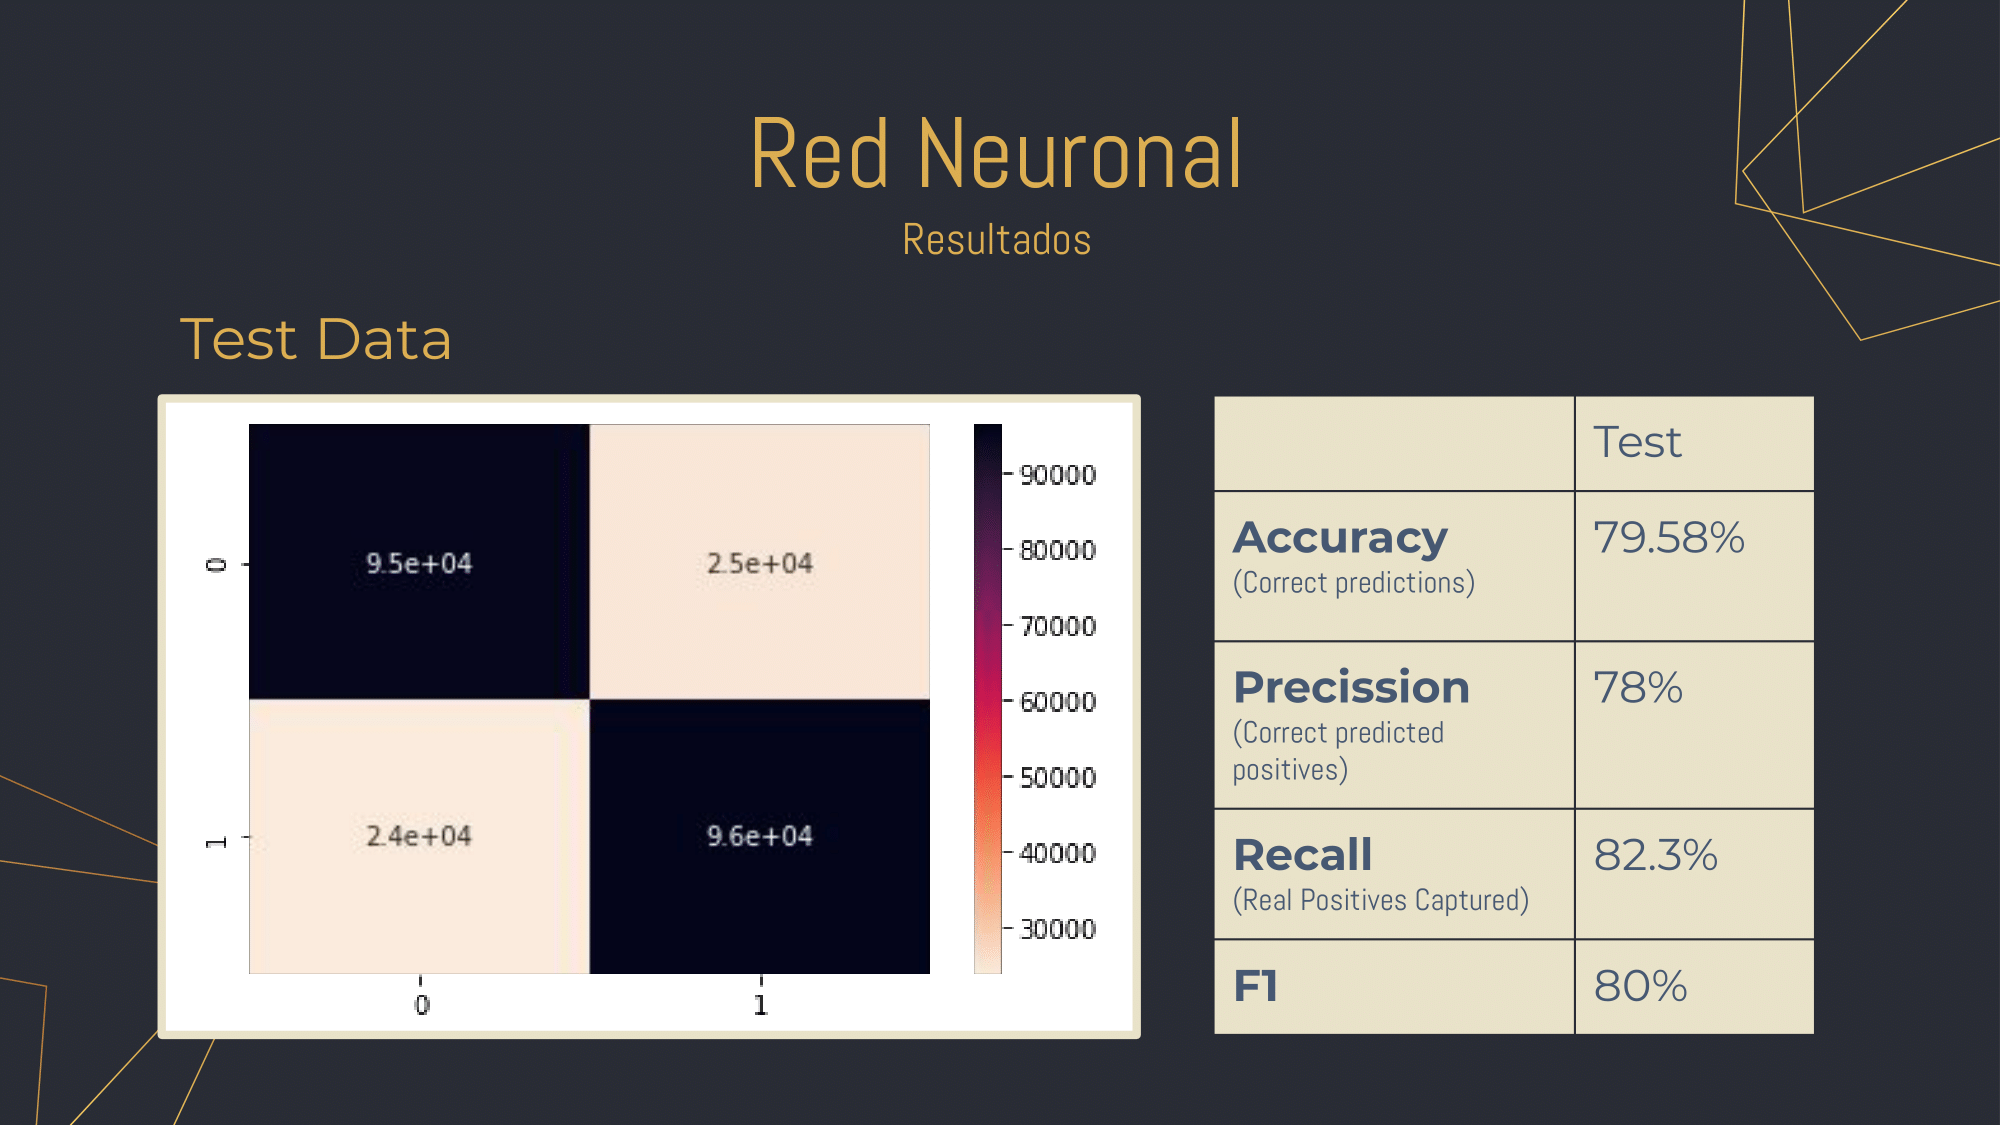 Red Neuronal
Resultados
Test Data
0
9.5e+04
2.5e+04
1
2.4e+04
9.6e+04
0
1
90000
80000
70000
60000
50000
40000
30000
Test
Accuracy
79.58%
(Correct predictions)
Precission
78%
(Correct predicted
positives)
Recall
82.3%
(Real Positives Captured)
F1
80%